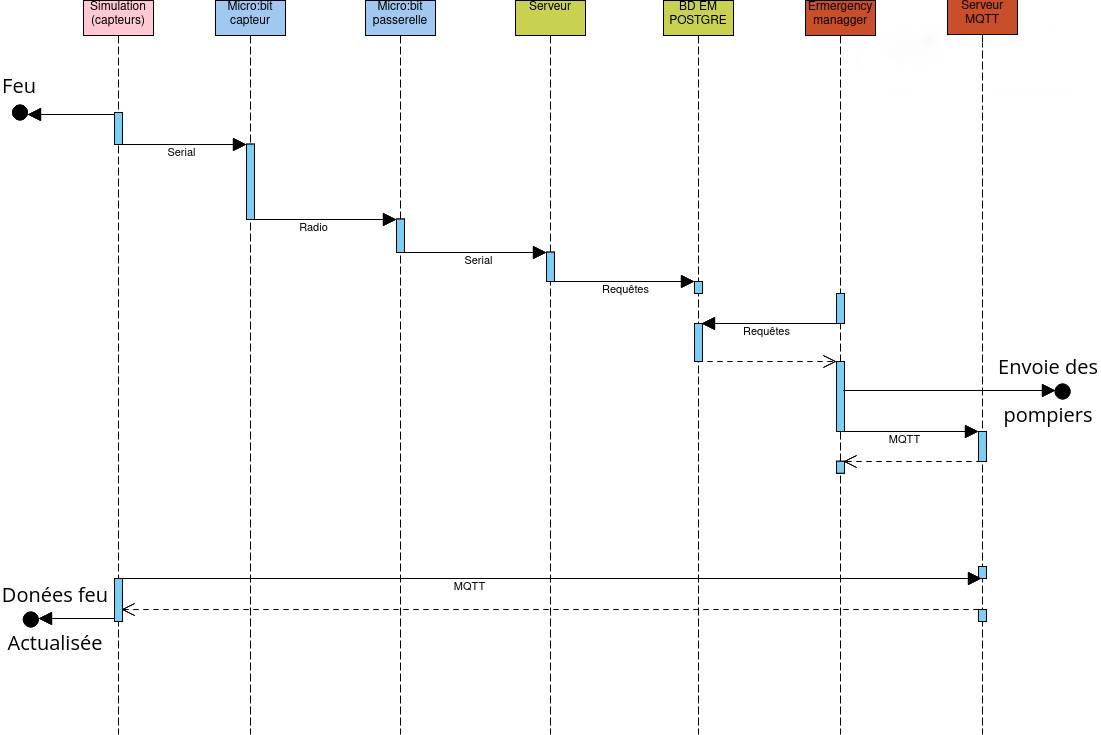 Simulation
(capteurs)
Micro:bit
capteur
Micro:bit
passerelle
Serveur
BD EM
POSTGRE
Ermergency
managger
Serveur
MQTT
Feu
Serial
Radio
Serial
Requêtes
Requêtes
Envoie des
pompiers
MQTT
MQTT
Donées feu
Actualisée